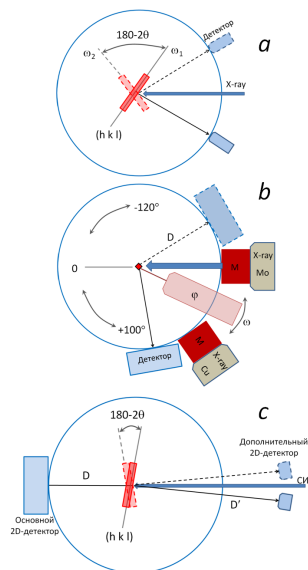 a
180-2θ
ω₂
ω₁
Детектор
X-ray
(h k l)
b
-120°
D
0
M
X-ray
Mo
φ
ω
+100°
Детектор
M
X-ray
Cu
c
180-2θ
Дополнительный
2D-детектор
D
СИ
Основной
2D-детектор
D'
(h k l)